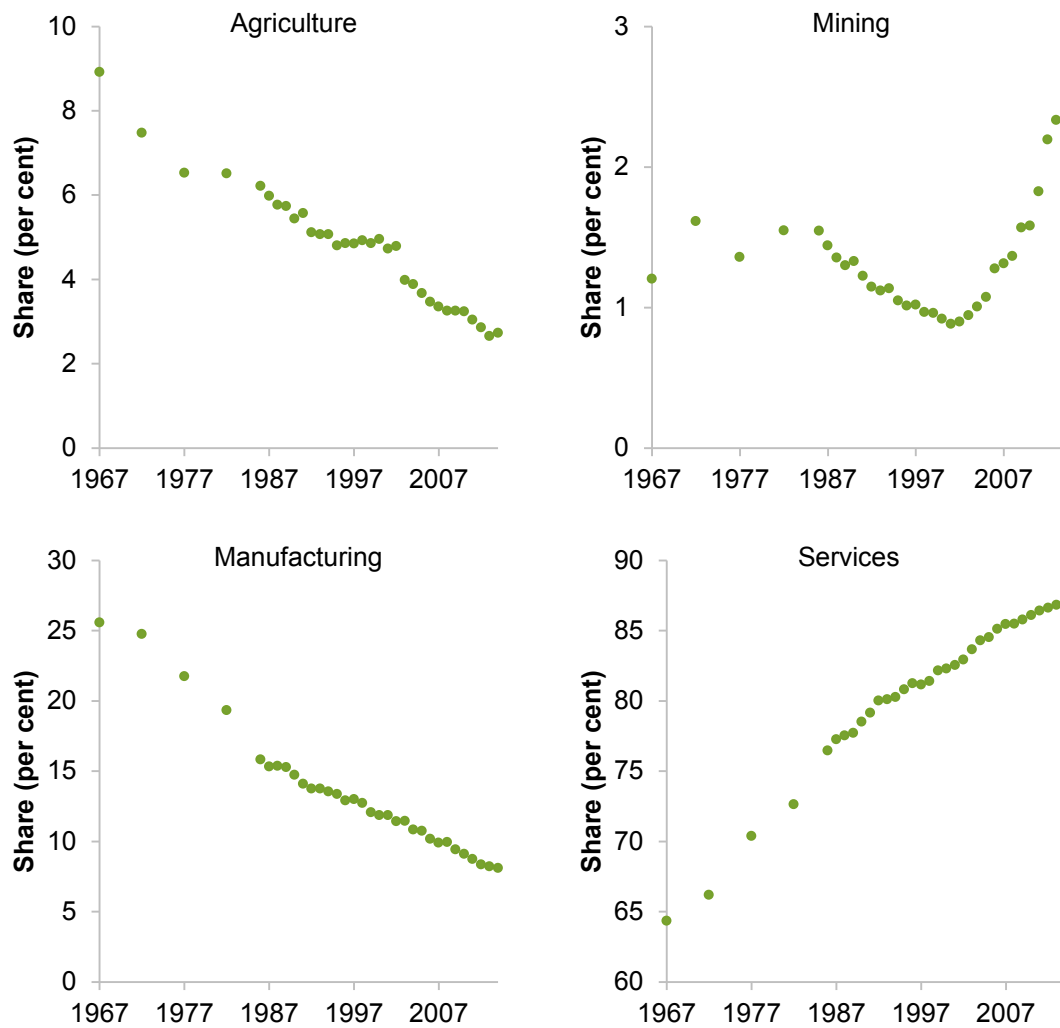 Agriculture
Share (per cent)
10
8
6
4
2
0
1967 1977 1987 1997 2007
Mining
Share (per cent)
3
2
1
0
1967 1977 1987 1997 2007
Manufacturing
Share (per cent)
30
25
20
15
10
5
0
1967 1977 1987 1997 2007
Services
Share (per cent)
90
85
80
75
70
65
60
1967 1977 1987 1997 2007